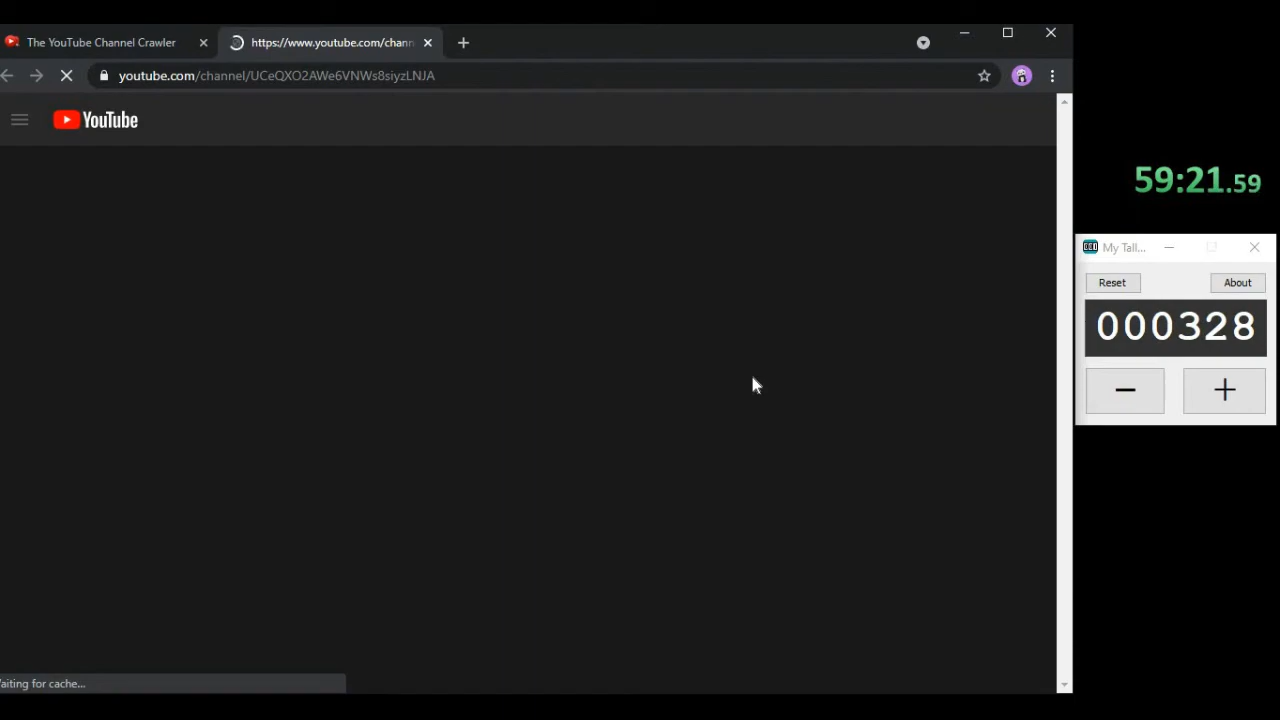 The YouTube Channel Crawler
https://www.youtube.com/chann
youtube.com/channel/UCeQXO2AWe6VNWs8siyzLNJA
YouTube
59:21.59
My Tall...
Reset
About
000328
aiting for cache...